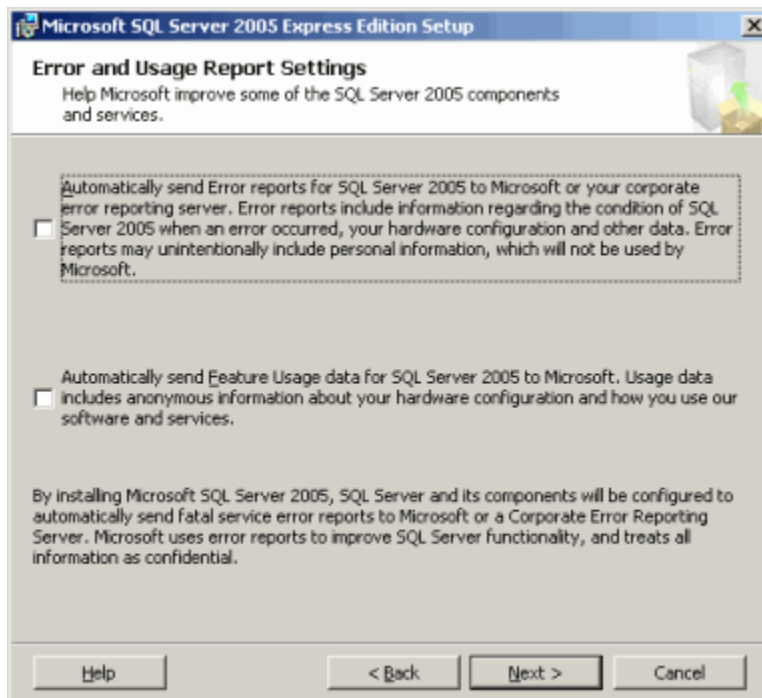 Microsoft SQL Server 2005 Express Edition Setup
Error and Usage Report Settings
Help Microsoft improve some of the SQL Server 2005 components
and services.
Automatically send Error reports for SQL Server 2005 to Microsoft or your corporate
error reporting server. Error reports include information regarding the condition of SQL
Server 2005 when an error occurred, your hardware configuration and other data. Error
reports may unintentionally include personal information, which will not be used by
Microsoft.
Automatically send Feature Usage data for SQL Server 2005 to Microsoft. Usage data
includes anonymous information about your hardware configuration and how you use our
software and services.
By installing Microsoft SQL Server 2005, SQL Server and its components will be configured to
automatically send fatal service error reports to Microsoft or a Corporate Error Reporting
Server. Microsoft uses error reports to improve SQL Server functionality, and treats all
information as confidential.
Help
< Back
Next >
Cancel